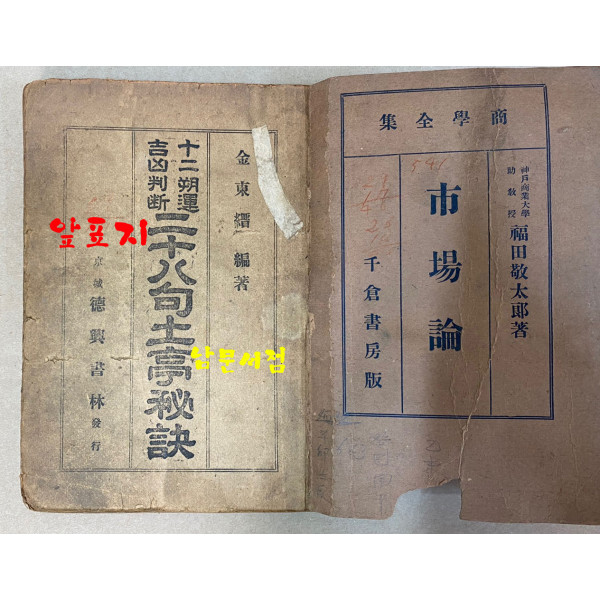 商學全集
神戶商業大學
助敎授 福田敬太郎著
市場論
千倉書房版
金東縉編著
十二朔運
吉凶判断
二十八句土亭秘訣
京城 德興書林發行
앞표지
남문서점